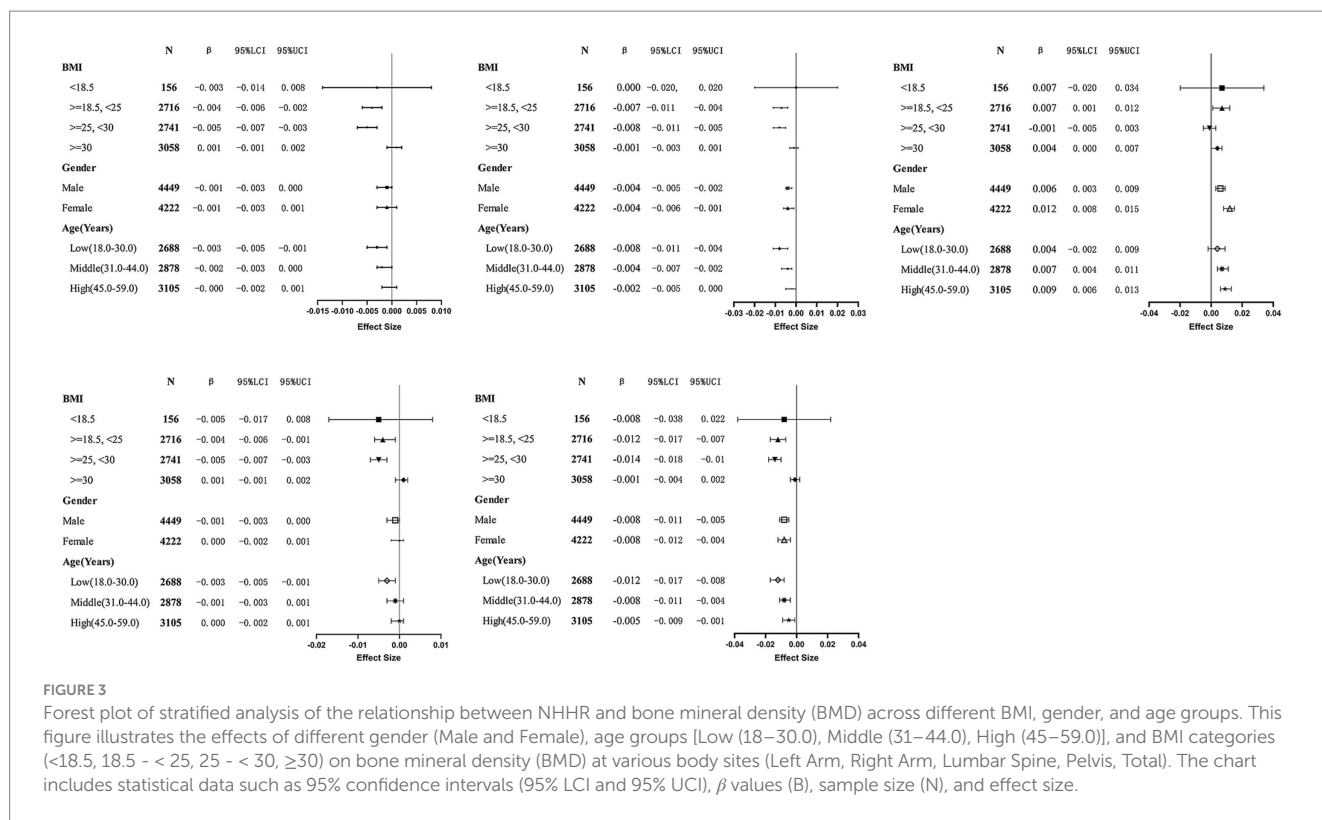 N β 95%LCI 95%UCI
BMI
<18.5 156 -0.003 -0.014 0.008
>=18.5, <25 2716 -0.004 -0.006 -0.002
>=25, <30 2741 -0.005 -0.007 -0.003
>=30 3058 0.001 -0.001 0.002
Gender
Male 4449 -0.001 -0.003 0.000
Female 4222 -0.001 -0.003 0.001
Age(Years)
Low(18.0-30.0) 2688 -0.003 -0.005 -0.001
Middle(31.0-44.0) 2878 -0.002 -0.003 0.000
High(45.0-59.0) 3105 -0.000 -0.002 0.001
-0.015 -0.010 -0.005 0.000 0.005 0.010
Effect Size
N β 95%LCI 95%UCI
BMI
<18.5 156 0.000 -0.020, 0.020
>=18.5, <25 2716 -0.007 -0.011 -0.004
>=25, <30 2741 -0.008 -0.011 -0.005
>=30 3058 -0.001 -0.003 0.001
Gender
Male 4449 -0.004 -0.005 -0.002
Female 4222 -0.004 -0.006 -0.001
Age(Years)
Low(18.0-30.0) 2688 -0.008 -0.011 -0.004
Middle(31.0-44.0) 2878 -0.004 -0.007 -0.002
High(45.0-59.0) 3105 -0.002 -0.005 0.000
-0.03 -0.02 -0.01 0.00 0.01 0.02 0.03
Effect Size
N β 95%LCI 95%UCI
BMI
<18.5 156 0.007 -0.020 0.034
>=18.5, <25 2716 0.007 0.001 0.012
>=25, <30 2741 -0.001 -0.005 0.003
>=30 3058 0.004 0.000 0.007
Gender
Male 4449 0.006 0.003 0.009
Female 4222 0.012 0.008 0.015
Age(Years)
Low(18.0-30.0) 2688 0.004 -0.002 0.009
Middle(31.0-44.0) 2878 0.007 0.004 0.011
High(45.0-59.0) 3105 0.009 0.006 0.013
-0.04 -0.02 0.00 0.02 0.04
Effect Size
N β 95%LCI 95%UCI
BMI
<18.5 156 -0.005 -0.017 0.008
>=18.5, <25 2716 -0.004 -0.006 -0.001
>=25, <30 2741 -0.005 -0.007 -0.003
>=30 3058 0.001 -0.001 0.002
Gender
Male 4449 -0.001 -0.003 0.000
Female 4222 0.000 -0.002 0.001
Age(Years)
Low(18.0-30.0) 2688 -0.003 -0.005 -0.001
Middle(31.0-44.0) 2878 -0.001 -0.003 0.001
High(45.0-59.0) 3105 0.000 -0.002 0.001
-0.02 -0.01 0.00 0.01
Effect Size
N β 95%LCI 95%UCI
BMI
<18.5 156 -0.008 -0.038 0.022
>=18.5, <25 2716 -0.012 -0.017 -0.007
>=25, <30 2741 -0.014 -0.018 -0.01
>=30 3058 -0.001 -0.004 0.002
Gender
Male 4449 -0.008 -0.011 -0.005
Female 4222 -0.008 -0.012 -0.004
Age(Years)
Low(18.0-30.0) 2688 -0.012 -0.017 -0.008
Middle(31.0-44.0) 2878 -0.008 -0.011 -0.004
High(45.0-59.0) 3105 -0.005 -0.009 -0.001
-0.04 -0.02 0.00 0.02 0.04
Effect Size
FIGURE 3
Forest plot of stratified analysis of the relationship between NHHR and bone mineral density (BMD) across different BMI, gender, and age groups. This
figure illustrates the effects of different gender (Male and Female), age groups [Low (18–30.0), Middle (31–44.0), High (45–59.0)], and BMI categories
(<18.5, 18.5 - < 25, 25 - < 30, ≥30) on bone mineral density (BMD) at various body sites (Left Arm, Right Arm, Lumbar Spine, Pelvis, Total). The chart
includes statistical data such as 95% confidence intervals (95% LCI and 95% UCI), β values (B), sample size (N), and effect size.